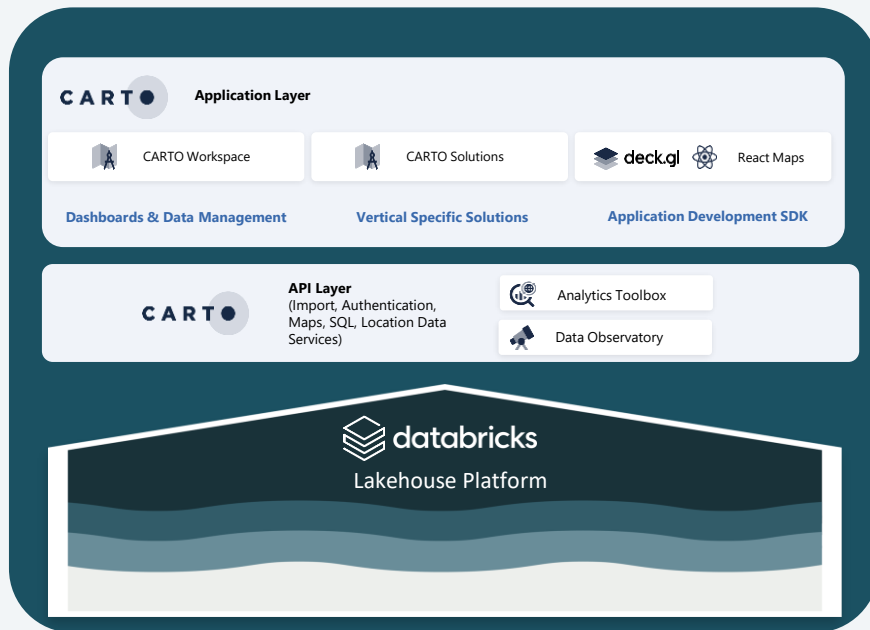 CARTO
Application Layer
CARTO Workspace
CARTO Solutions
deck.gl
React Maps
Dashboards & Data Management
Vertical Specific Solutions
Application Development SDK
CARTO
API Layer
(Import, Authentication,
Maps, SQL, Location Data
Services)
Analytics Toolbox
Data Observatory
databricks
Lakehouse Platform